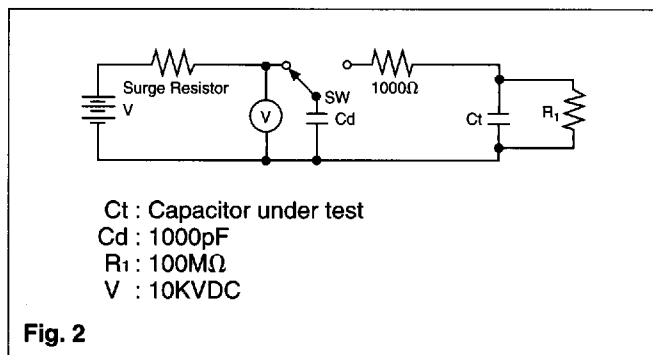 Surge Resistor
V
V
SW
Cd
1000Ω
Ct
R₁
Ct : Capacitor under test
Cd : 1000pF
R₁ : 100MΩ
V : 10KVDC
Fig. 2